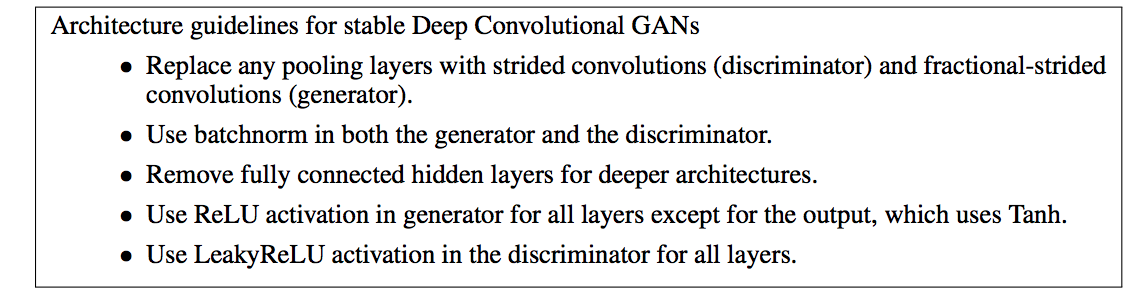 Architecture guidelines for stable Deep Convolutional GANs
• Replace any pooling layers with strided convolutions (discriminator) and fractional-strided
convolutions (generator).
• Use batchnorm in both the generator and the discriminator.
• Remove fully connected hidden layers for deeper architectures.
• Use ReLU activation in generator for all layers except for the output, which uses Tanh.
• Use LeakyReLU activation in the discriminator for all layers.